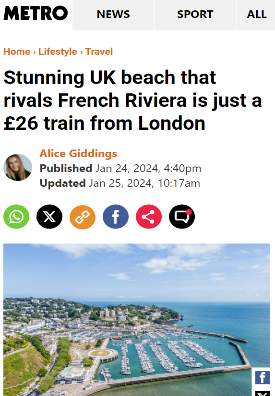 METRO NEWS SPORT ALL
Home › Lifestyle › Travel
Stunning UK beach that
rivals French Riviera is just a
£26 train from London
Alice Giddings
Published Jan 24, 2024, 4:40pm
Updated Jan 25, 2024, 10:17am